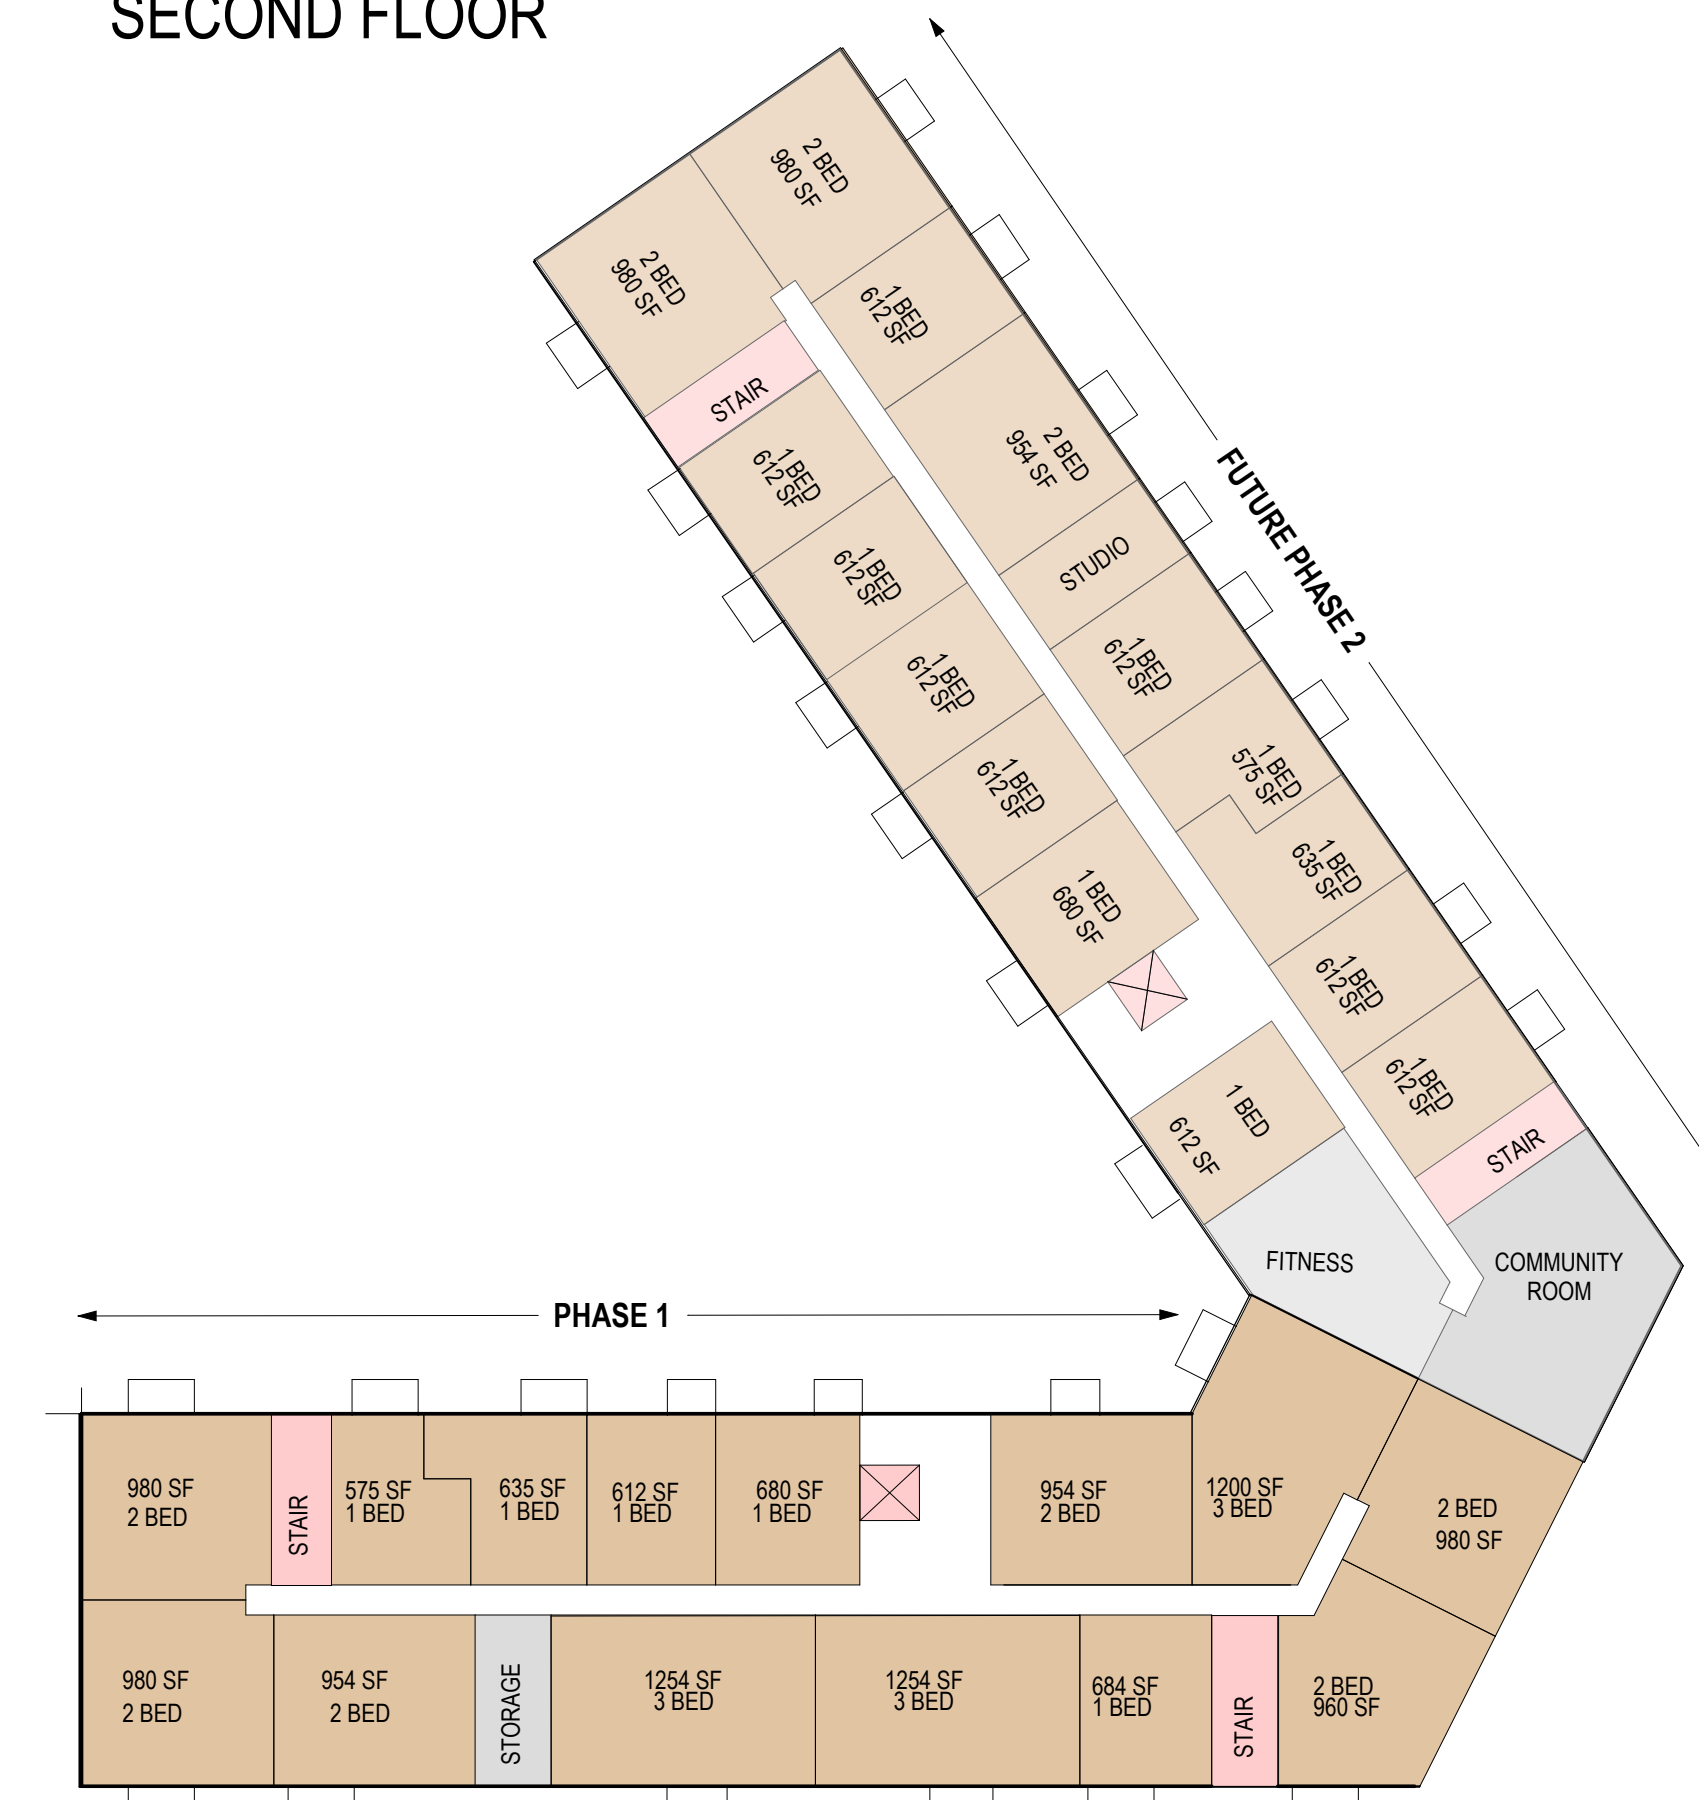 SECOND FLOOR
2 BED
980 SF
2 BED
980 SF
1 BED
612 SF
STAIR
2 BED
954 SF
1 BED
612 SF
STUDIO
1 BED
612 SF
1 BED
612 SF
1 BED
612 SF
1 BED
612 SF
1 BED
575 SF
1 BED
635 SF
1 BED
680 SF
1 BED
612 SF
1 BED
612 SF
1 BED
612 SF
STAIR
FUTURE PHASE 2
FITNESS
COMMUNITY
ROOM
PHASE 1
980 SF
2 BED
STAIR
575 SF
1 BED
635 SF
1 BED
612 SF
1 BED
680 SF
1 BED
954 SF
2 BED
1200 SF
3 BED
2 BED
980 SF
980 SF
2 BED
954 SF
2 BED
STORAGE
1254 SF
3 BED
1254 SF
3 BED
684 SF
1 BED
STAIR
2 BED
960 SF